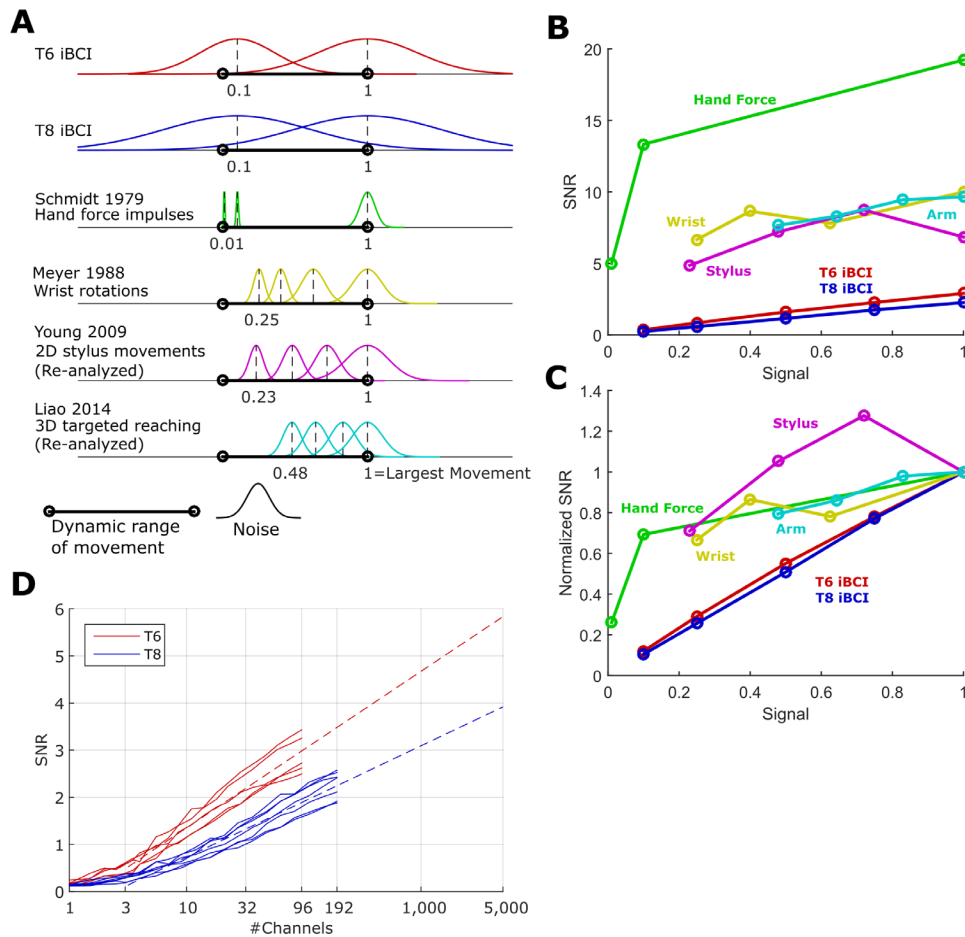 A
T6 iBCI
0.1
1
T8 iBCI
0.1
1
Schmidt 1979
Hand force impulses
0.01
1
Meyer 1988
Wrist rotations
0.25
1
Young 2009
2D stylus movements
(Re-analyzed)
0.23
1
Liao 2014
3D targeted reaching
(Re-analyzed)
0.48
1=Largest Movement
Dynamic range
of movement
Noise
B
20
15
10
5
0
SNR
Hand Force
Wrist
Arm
Stylus
T6 iBCI
T8 iBCI
0
0.2
0.4
0.6
0.8
1
Signal
C
1.4
1.2
1
0.8
0.6
0.4
0.2
0
Normalized SNR
Stylus
Hand Force
Arm
Wrist
T6 iBCI
T8 iBCI
0
0.2
0.4
0.6
0.8
1
Signal
D
6
5
4
3
2
1
0
SNR
T6
T8
1
3
10
32
96
192
1,000
5,000
#Channels